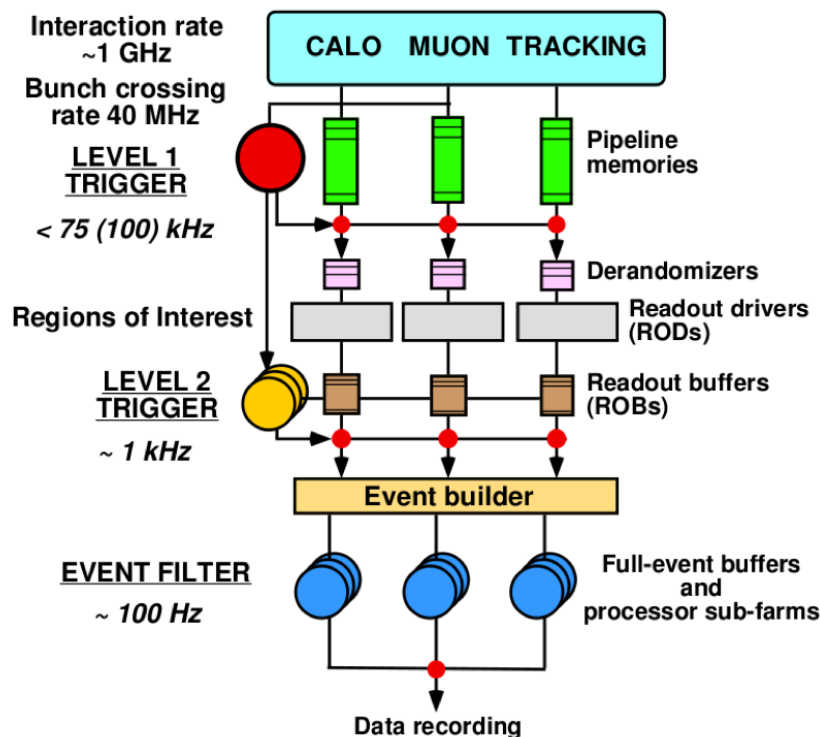 Interaction rate
~1 GHz
CALO MUON TRACKING
Bunch crossing
rate 40 MHz
LEVEL 1
TRIGGER
Pipeline
memories
< 75 (100) kHz
Derandomizers
Regions of Interest
Readout drivers
(RODs)
LEVEL 2
TRIGGER
Readout buffers
(ROBs)
~ 1 kHz
Event builder
EVENT FILTER
~ 100 Hz
Full-event buffers
and
processor sub-farms
Data recording